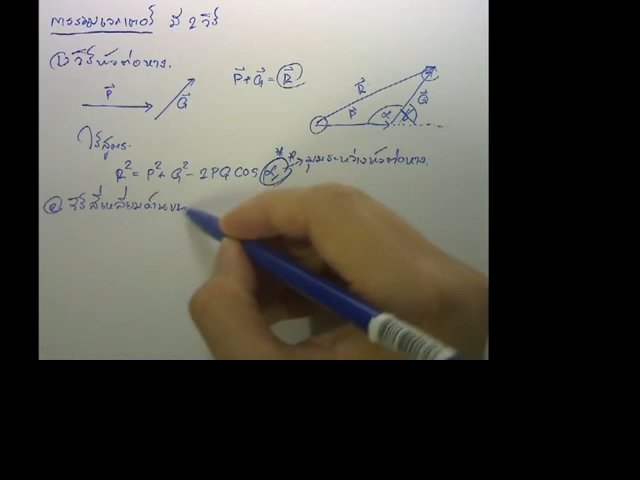 การรวมเวกเตอร์ มี 2 วิธี
① วิธีหัวต่อหาง.
P⃗ Q⃗
P⃗ + Q⃗ = R⃗
R⃗ P⃗ Q⃗ α
ใช้สูตร
R² = P² + Q² - 2PQ cos α
** → มุมระหว่างหัวต่อหาง.
② วิธีสี่เหลี่ยมด้านขน